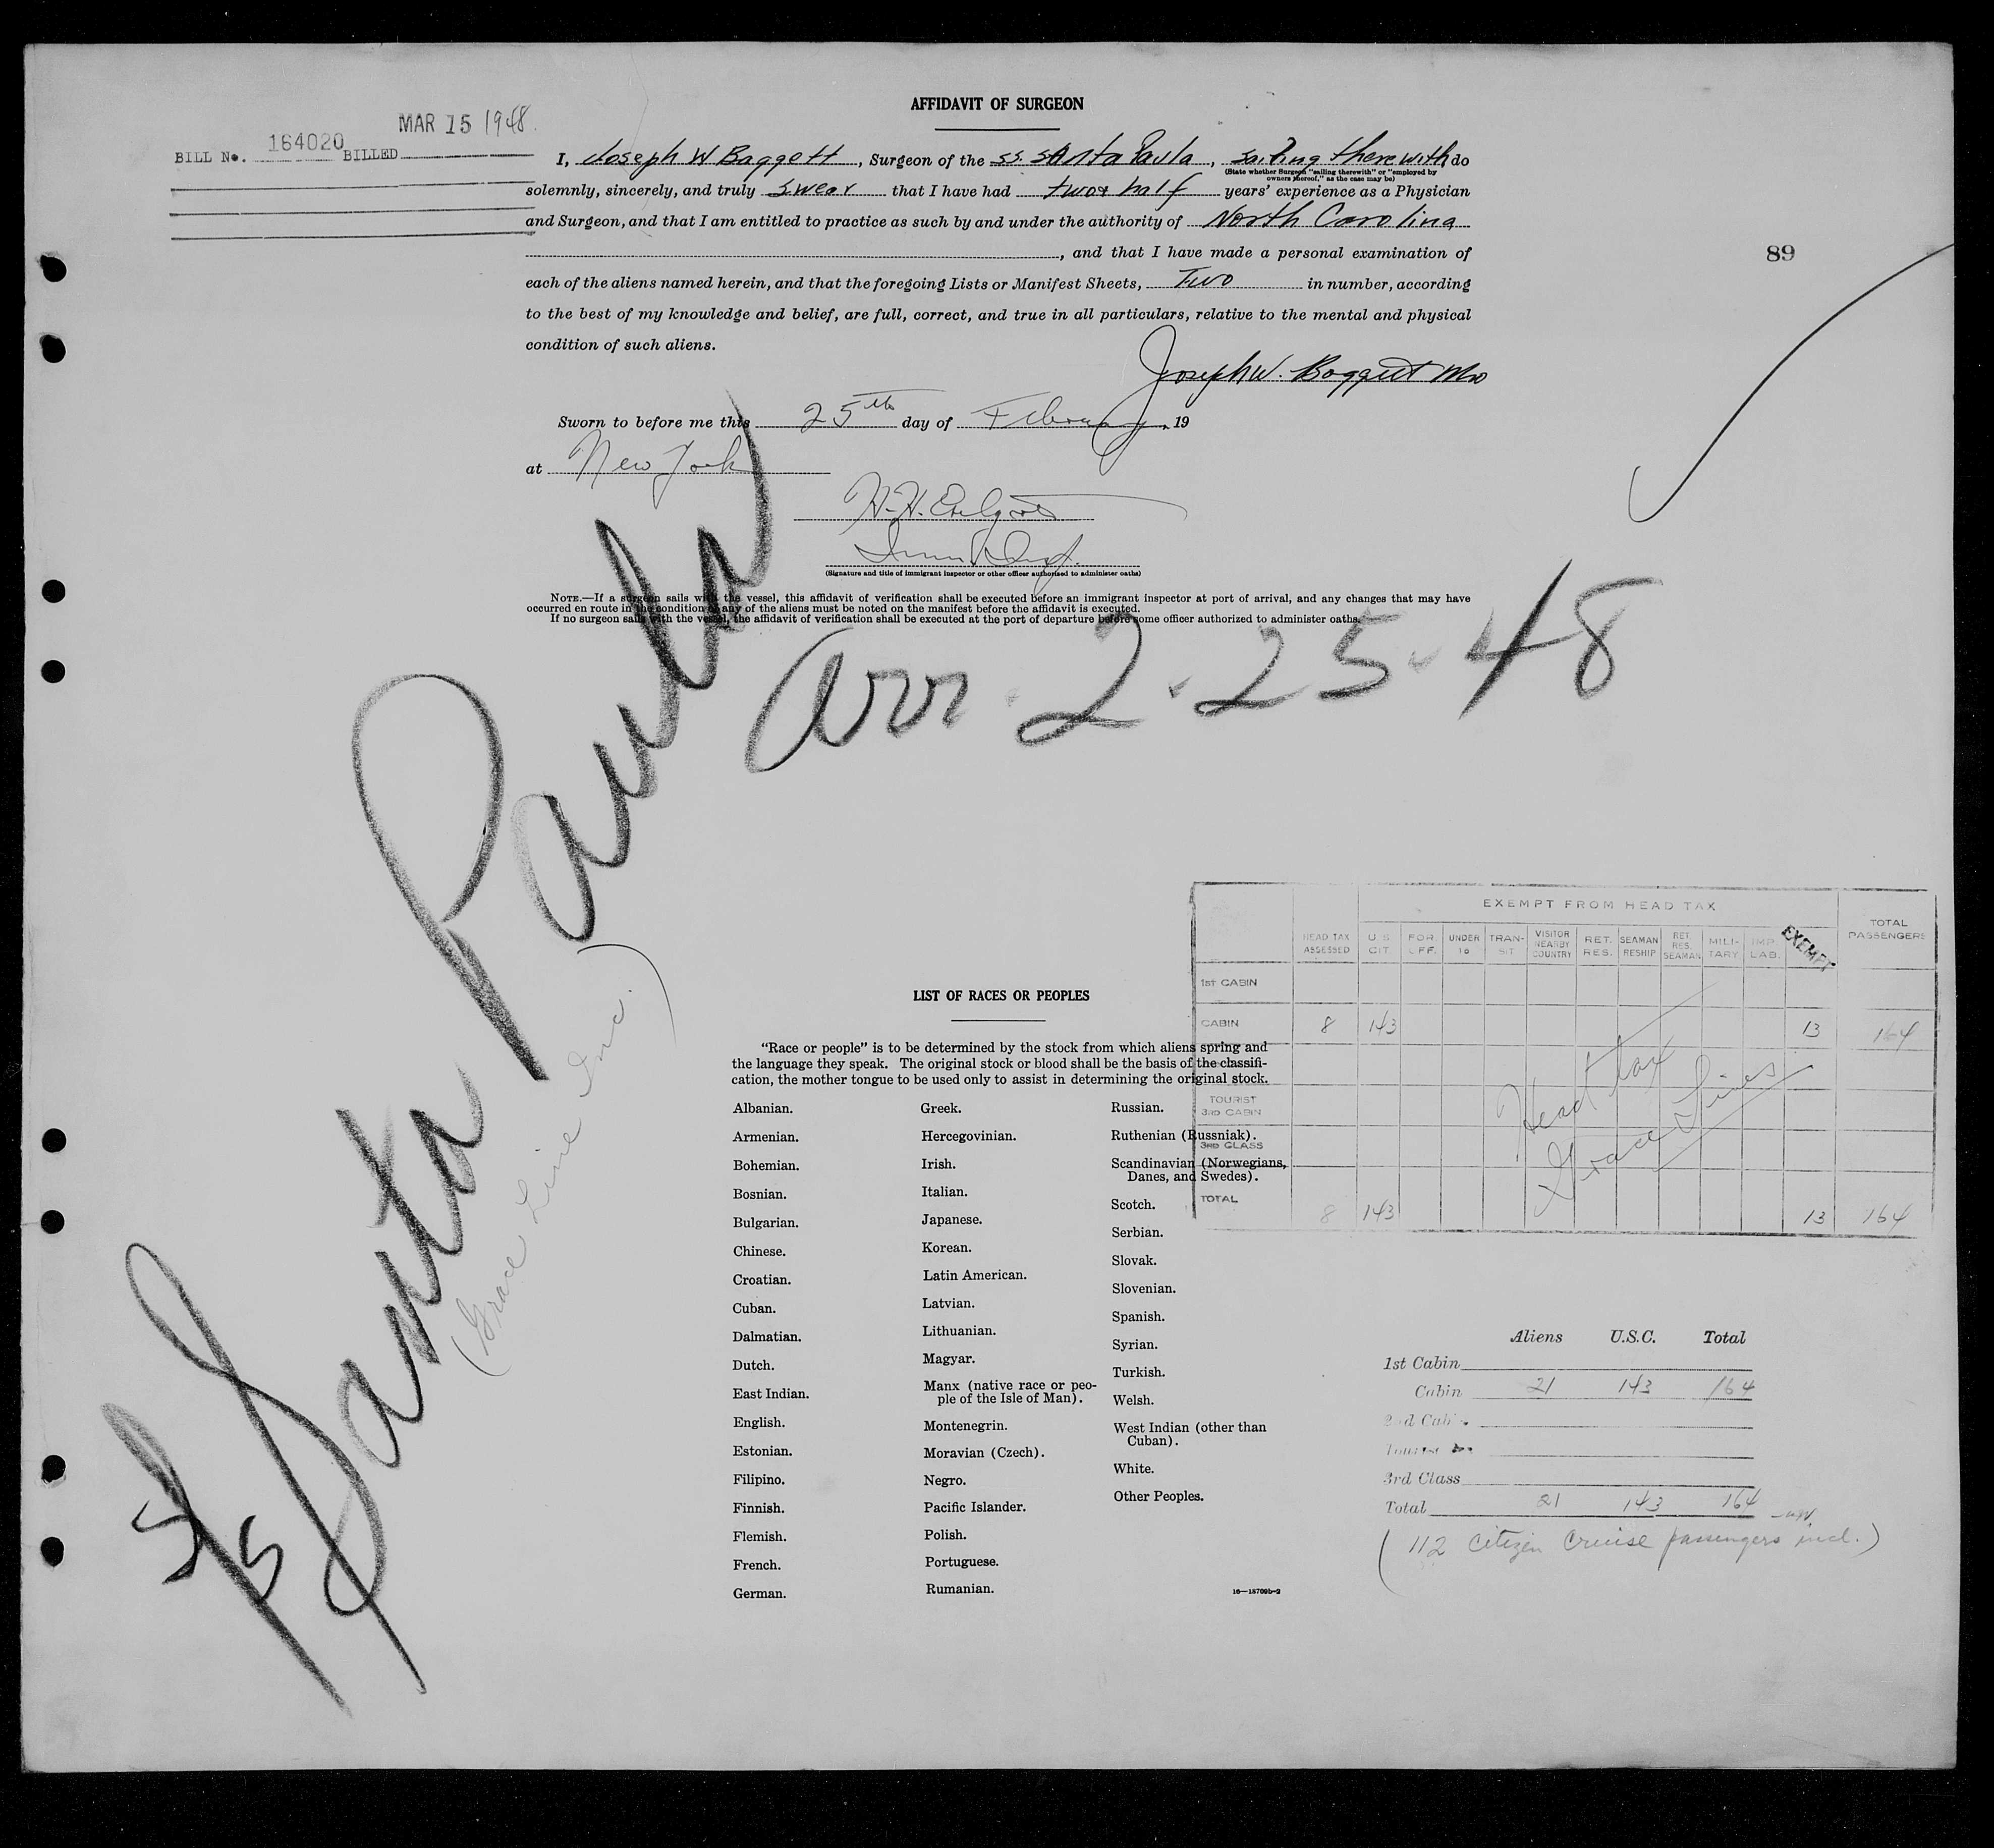 AFFIDAVIT OF SURGEON
MAR 15 1948
BILL No. 164020 BILLED
I, Joseph W Baggett, Surgeon of the ss. Santa Paula, sailing therewith do
(State whether Surgeon "sailing therewith" or "employed by
owners thereof," as the case may be)
solemnly, sincerely, and truly swear that I have had two & half years' experience as a Physician
and Surgeon, and that I am entitled to practice as such by and under the authority of North Carolina
, and that I have made a personal examination of
each of the aliens named herein, and that the foregoing Lists or Manifest Sheets, Two in number, according
to the best of my knowledge and belief, are full, correct, and true in all particulars, relative to the mental and physical
condition of such aliens.
89
Joseph W. Baggett MD
Sworn to before me this 25th day of February, 19
at New York
H. H.
Immt Insp.
(Signature and title of immigrant inspector or other officer authorized to administer oaths)
NOTE.—If a surgeon sails with the vessel, this affidavit of verification shall be executed before an immigrant inspector at port of arrival, and any changes that may have
occurred en route in the condition of any of the aliens must be noted on the manifest before the affidavit is executed.
If no surgeon sails with the vessel, the affidavit of verification shall be executed at the port of departure before some officer authorized to administer oaths.
arr. 2.25.48
S/S Santa Paula
(Grace Line Inc.)
EXEMPT FROM HEAD TAX
HEAD TAX ASSESSED U S CIT. FOR. OFF. UNDER 16 TRANSIT VISITOR NEARBY COUNTRY RET. RES. SEAMAN RESHIP RET. RES. SEAMAN MILITARY IMP. LAB. EXEMPT TOTAL PASSENGERS
1st CABIN
CABIN 8 143 13 164
TOURIST
3RD CABIN
3RD CLASS
TOTAL 8 143 13 164
Head tax
Grace Lines
LIST OF RACES OR PEOPLES
"Race or people" is to be determined by the stock from which aliens spring and
the language they speak. The original stock or blood shall be the basis of the classifi-
cation, the mother tongue to be used only to assist in determining the original stock.
Albanian.
Armenian.
Bohemian.
Bosnian.
Bulgarian.
Chinese.
Croatian.
Cuban.
Dalmatian.
Dutch.
East Indian.
English.
Estonian.
Filipino.
Finnish.
Flemish.
French.
German.
Greek.
Hercegovinian.
Irish.
Italian.
Japanese.
Korean.
Latin American.
Latvian.
Lithuanian.
Magyar.
Manx (native race or peo-
ple of the Isle of Man).
Montenegrin.
Moravian (Czech).
Negro.
Pacific Islander.
Polish.
Portuguese.
Rumanian.
Russian.
Ruthenian (Russniak).
Scandinavian (Norwegians,
Danes, and Swedes).
Scotch.
Serbian.
Slovak.
Slovenian.
Spanish.
Syrian.
Turkish.
Welsh.
West Indian (other than
Cuban).
White.
Other Peoples.
16—18709b-2
Aliens U.S.C. Total
1st Cabin
Cabin 21 143 164
2nd Cabin
Tourist
3rd Class
Total 21 143 164
(112 citizen cruise passengers incl.)